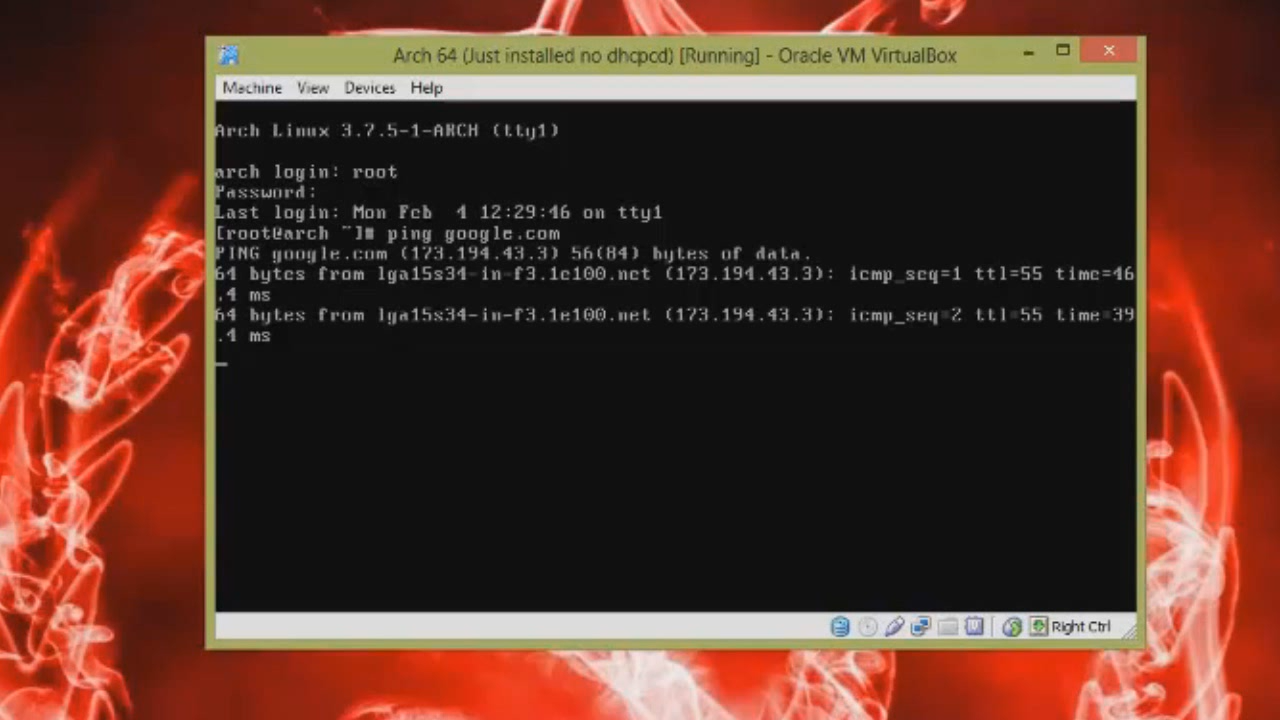 Arch 64 (Just installed no dhcpcd) [Running] - Oracle VM VirtualBox
Machine View Devices Help
Arch Linux 3.7.5-1-ARCH (tty1)
arch login: root
Password:
Last login: Mon Feb  4 12:29:46 on tty1
[root@arch ~]# ping google.com
PING google.com (173.194.43.3) 56(84) bytes of data.
64 bytes from lga15s34-in-f3.1e100.net (173.194.43.3): icmp_seq=1 ttl=55 time=46
.4 ms
64 bytes from lga15s34-in-f3.1e100.net (173.194.43.3): icmp_seq=2 ttl=55 time=39
.4 ms
Right Ctrl